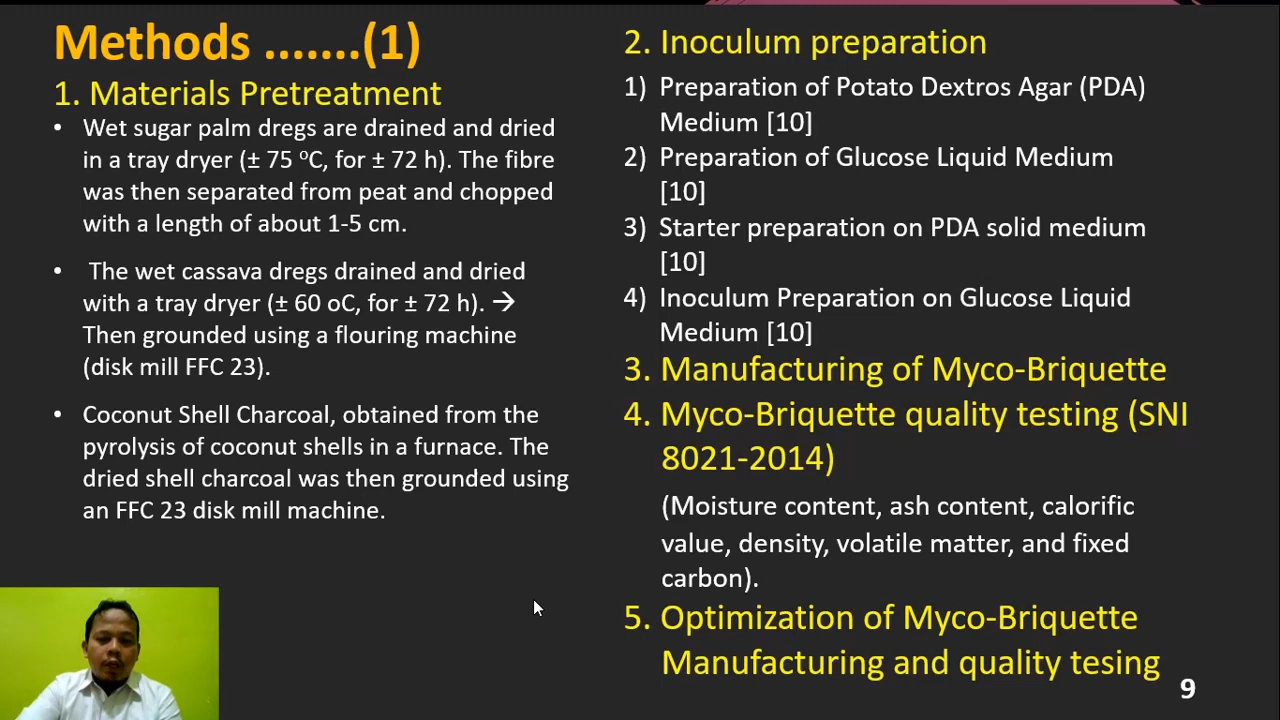 Methods .......(1)
1. Materials Pretreatment
• Wet sugar palm dregs are drained and dried
in a tray dryer (± 75 ºC, for ± 72 h). The fibre
was then separated from peat and chopped
with a length of about 1-5 cm.
• The wet cassava dregs drained and dried
with a tray dryer (± 60 oC, for ± 72 h). →
Then grounded using a flouring machine
(disk mill FFC 23).
• Coconut Shell Charcoal, obtained from the
pyrolysis of coconut shells in a furnace. The
dried shell charcoal was then grounded using
an FFC 23 disk mill machine.
2. Inoculum preparation
1) Preparation of Potato Dextros Agar (PDA)
Medium [10]
2) Preparation of Glucose Liquid Medium
[10]
3) Starter preparation on PDA solid medium
[10]
4) Inoculum Preparation on Glucose Liquid
Medium [10]
3. Manufacturing of Myco-Briquette
4. Myco-Briquette quality testing (SNI
8021-2014)
(Moisture content, ash content, calorific
value, density, volatile matter, and fixed
carbon).
5. Optimization of Myco-Briquette
Manufacturing and quality tesing
9